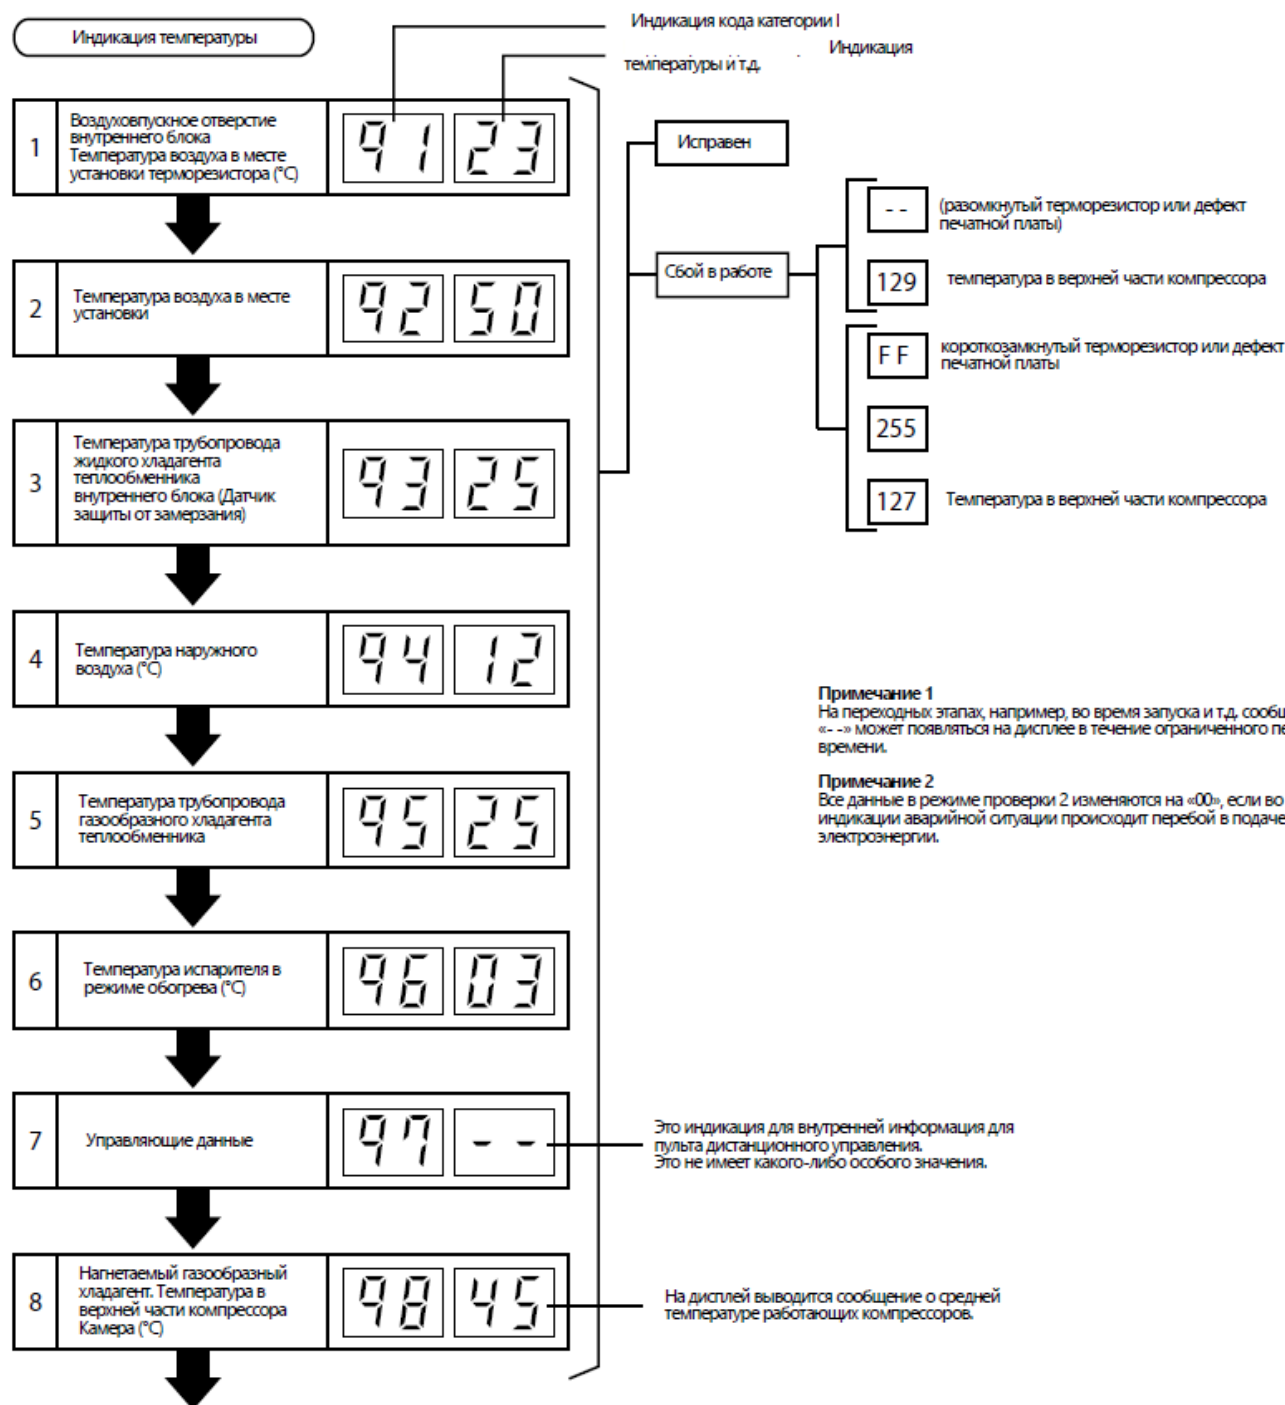 Индикация температуры
Индикация кода категории I
Индикация
температуры и т.д.
1
Воздуховпускное отверстие
внутреннего блока
Температура воздуха в месте
установки терморезистора (°C)
91 23
Исправен
Сбой в работе
- -
(разомкнутый терморезистор или дефект
печатной платы)
129
температура в верхней части компрессора
F F
короткозамкнутый терморезистор или дефект
печатной платы
255
127
Температура в верхней части компрессора
2
Температура воздуха в месте
установки
92 50
3
Температура трубопровода
жидкого хладагента
теплообменника
внутреннего блока (Датчик
защиты от замерзания)
93 25
4
Температура наружного
воздуха (°C)
94 12
Примечание 1
На переходных этапах, например, во время запуска и т.д. сообщ
«- -» может появляться на дисплее в течение ограниченного пе
времени.
Примечание 2
Все данные в режиме проверки 2 изменяются на «00», если во
индикации аварийной ситуации происходит перебой в подаче
электроэнергии.
5
Температура трубопровода
газообразного хладагента
теплообменника
95 25
6
Температура испарителя в
режиме обогрева (°C)
96 03
7
Управляющие данные
97 - -
Это индикация для внутренней информация для
пульта дистанционного управления.
Это не имеет какого-либо особого значения.
8
Нагнетаемый газообразный
хладагент. Температура в
верхней части компрессора
Камера (°C)
98 45
На дисплей выводится сообщение о средней
температуре работающих компрессоров.